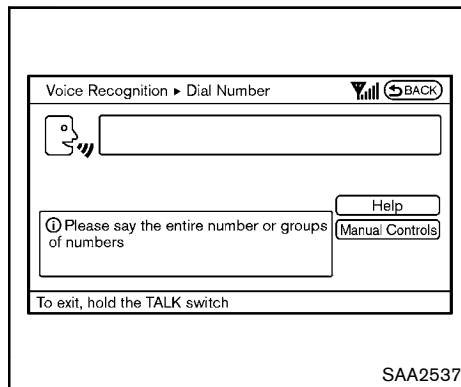 Voice Recognition ▸ Dial Number
BACK
Help
ⓘ Please say the entire number or groups
of numbers
Manual Controls
To exit, hold the TALK switch
SAA2537